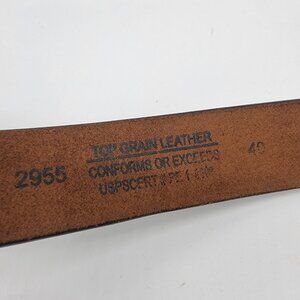 2955
TOP GRAIN LEATHER
CONFORMS OR EXCEEDS
USPSCERT